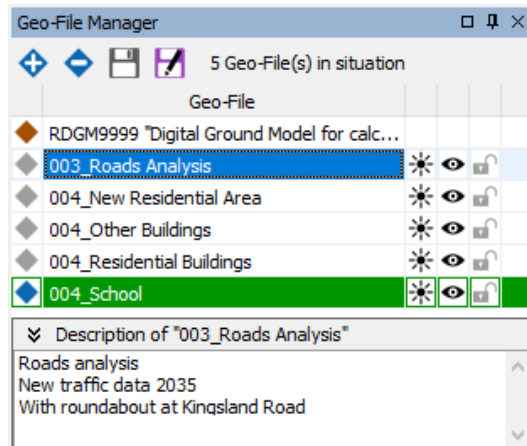 Geo-File Manager
5 Geo-File(s) in situation
Geo-File
RDGM9999 "Digital Ground Model for calc...
003_Roads Analysis
004_New Residential Area
004_Other Buildings
004_Residential Buildings
004_School
Description of "003_Roads Analysis"
Roads analysis
New traffic data 2035
With roundabout at Kingsland Road